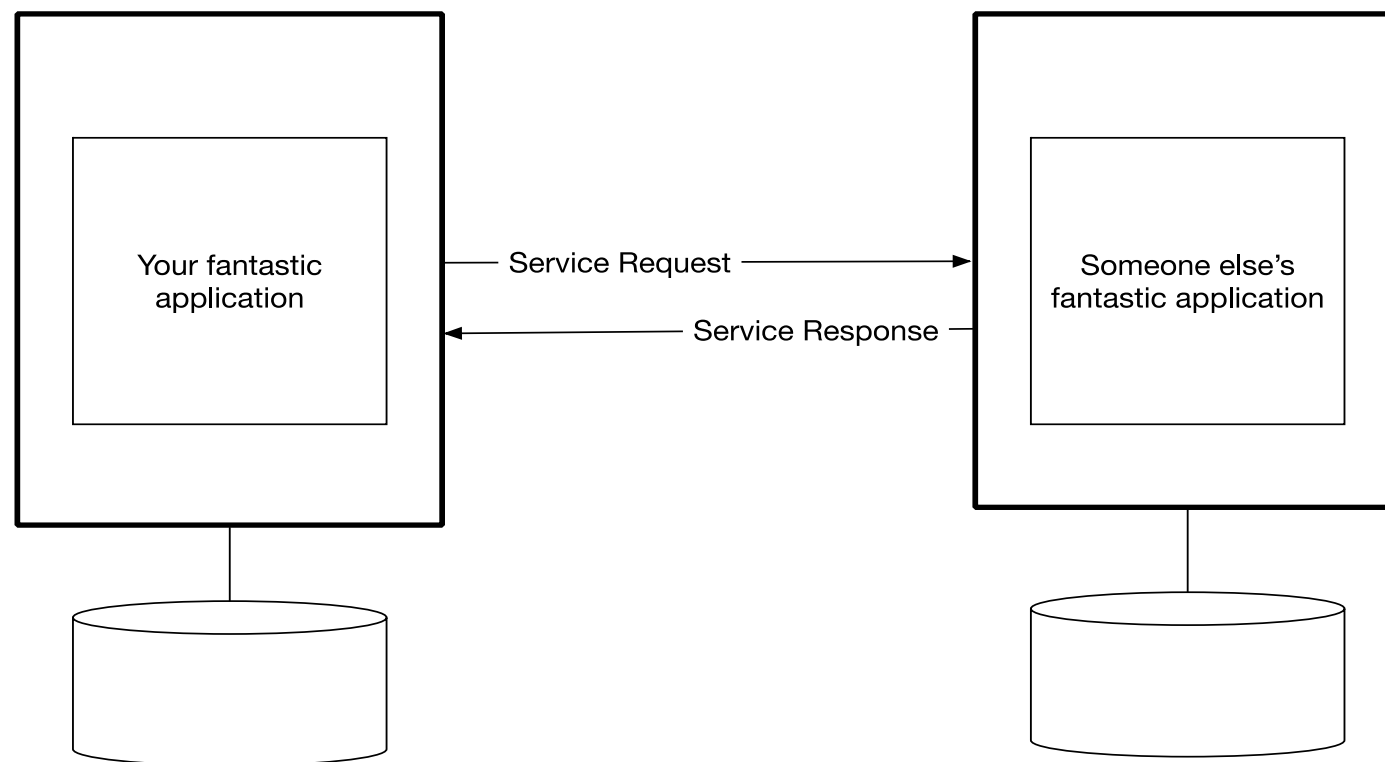 Your fantastic
application
Service Request
Service Response
Someone else’s
fantastic application